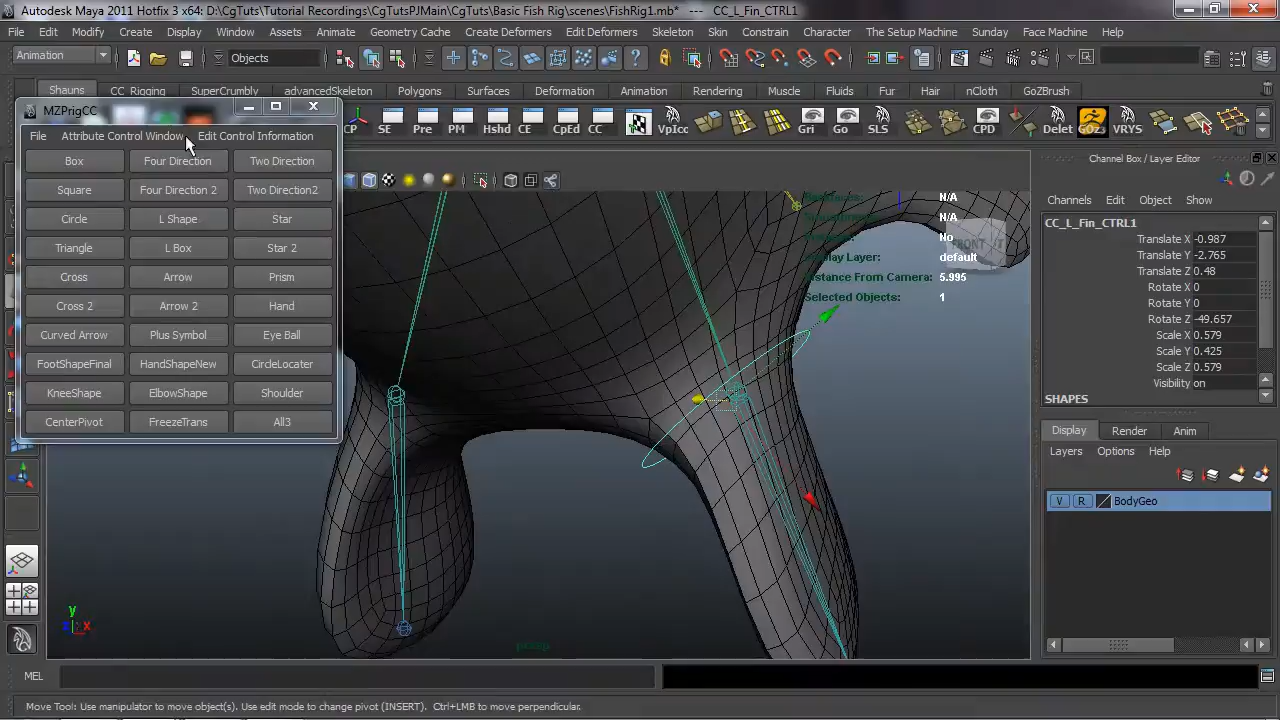 Autodesk Maya 2011 Hotfix 3 x64: D:\CgTuts\Tutorial Recordings\CgTutsPJMain\CgTuts\Basic Fish Rig\scenes\FishRig1.mb* --- CC_L_Fin_CTRL1
File Edit Modify Create Display Window Assets Animate Geometry Cache Create Deformers Edit Deformers Skeleton Skin Constrain Character The Setup Machine Sunday Face Machine Help
Animation Objects
Shauns CC_Rigging SuperCrumbly advancedSkeleton Polygons Surfaces Deformation Animation Rendering Muscles Fluids Fur Hair nCloth GoZBrush
MZPrigCC
CP SE Pre PM Hshd CE CpEd CC VpIcc Gri Go SLS CPD Delet GOz3 VRYS
File Attribute Control Window Edit Control Information
Box Four Direction Two Direction
Square Four Direction 2 Two Direction2
Circle L Shape Star
Triangle L Box Star 2
Cross Arrow Prism
Cross 2 Arrow 2 Hand
Curved Arrow Plus Symbol Eye Ball
FootShapeFinal HandShapeNew CircleLocater
KneeShape ElbowShape Shoulder
CenterPivot FreezeTrans All3
N/A
N/A
No
default
Distance From Camera: 5.995
Selected Objects: 1
FRONT
persp
y
x
Channel Box / Layer Editor
Channels Edit Object Show
CC_L_Fin_CTRL1
Translate X -0.987
Translate Y -2.765
Translate Z 0.48
Rotate X 0
Rotate Y 0
Rotate Z -49.657
Scale X 0.579
Scale Y 0.425
Scale Z 0.579
Visibility on
SHAPES
Display Render Anim
Layers Options Help
V R BodyGeo
MEL
Move Tool: Use manipulator to move object(s). Use edit mode to change pivot (INSERT). Ctrl+LMB to move perpendicular.